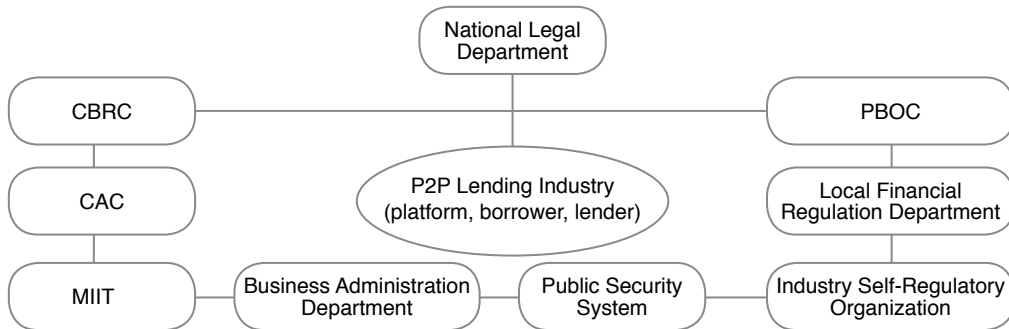 National Legal
Department
CBRC
PBOC
P2P Lending Industry
(platform, borrower, lender)
CAC
Local Financial
Regulation Department
MIIT
Business Administration
Department
Public Security
System
Industry Self-Regulatory
Organization